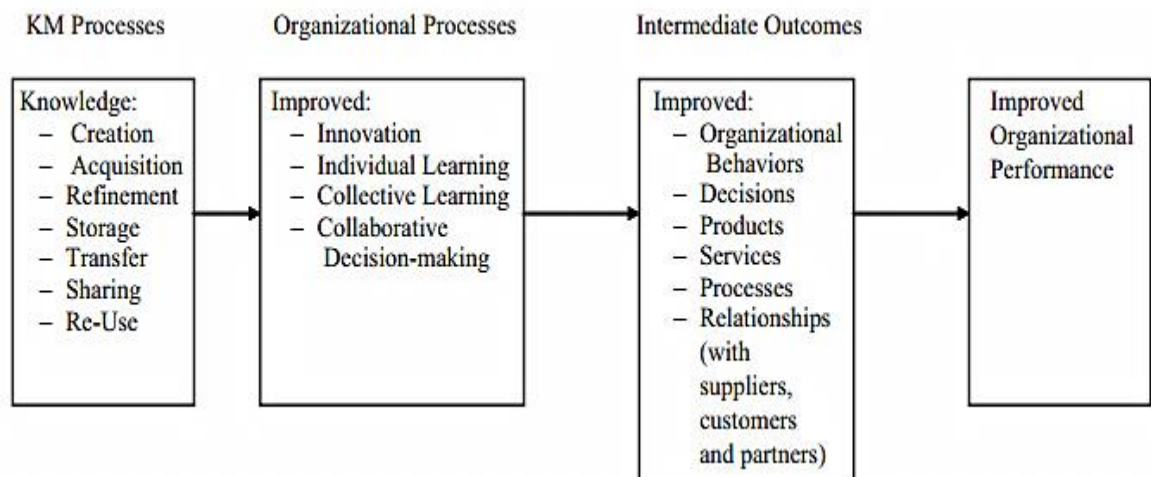 KM Processes
Organizational Processes
Intermediate Outcomes
Knowledge:
– Creation
– Acquisition
– Refinement
– Storage
– Transfer
– Sharing
– Re-Use
Improved:
– Innovation
– Individual Learning
– Collective Learning
– Collaborative
Decision-making
Improved:
– Organizational
Behaviors
– Decisions
– Products
– Services
– Processes
– Relationships
(with
suppliers,
customers
and partners)
Improved
Organizational
Performance